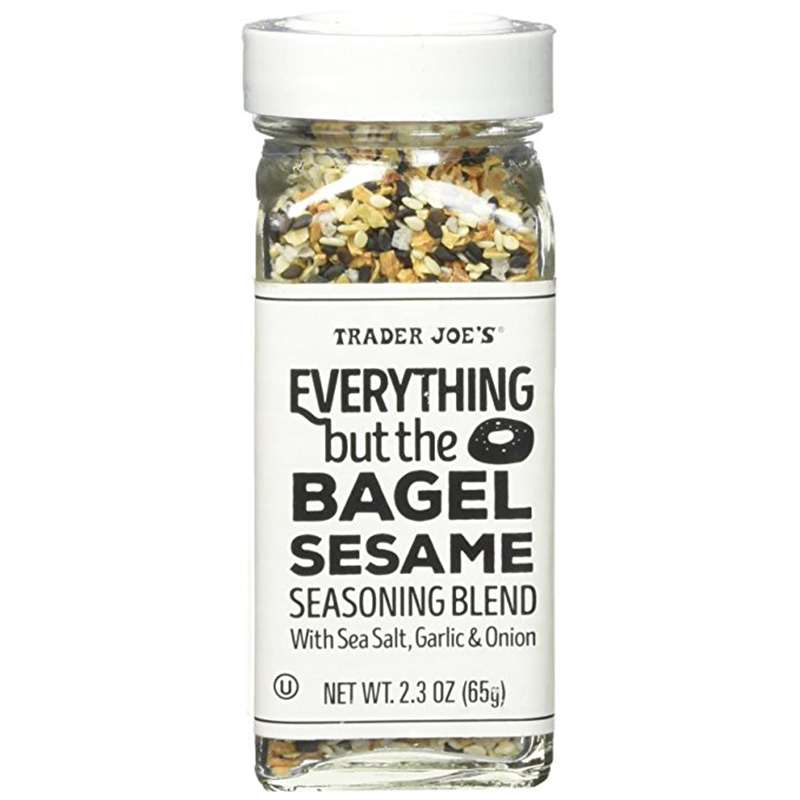 TRADER JOE'S®
EVERYTHING
but the
BAGEL
SESAME
SEASONING BLEND
With Sea Salt, Garlic & Onion
U NET WT. 2.3 OZ (65g)